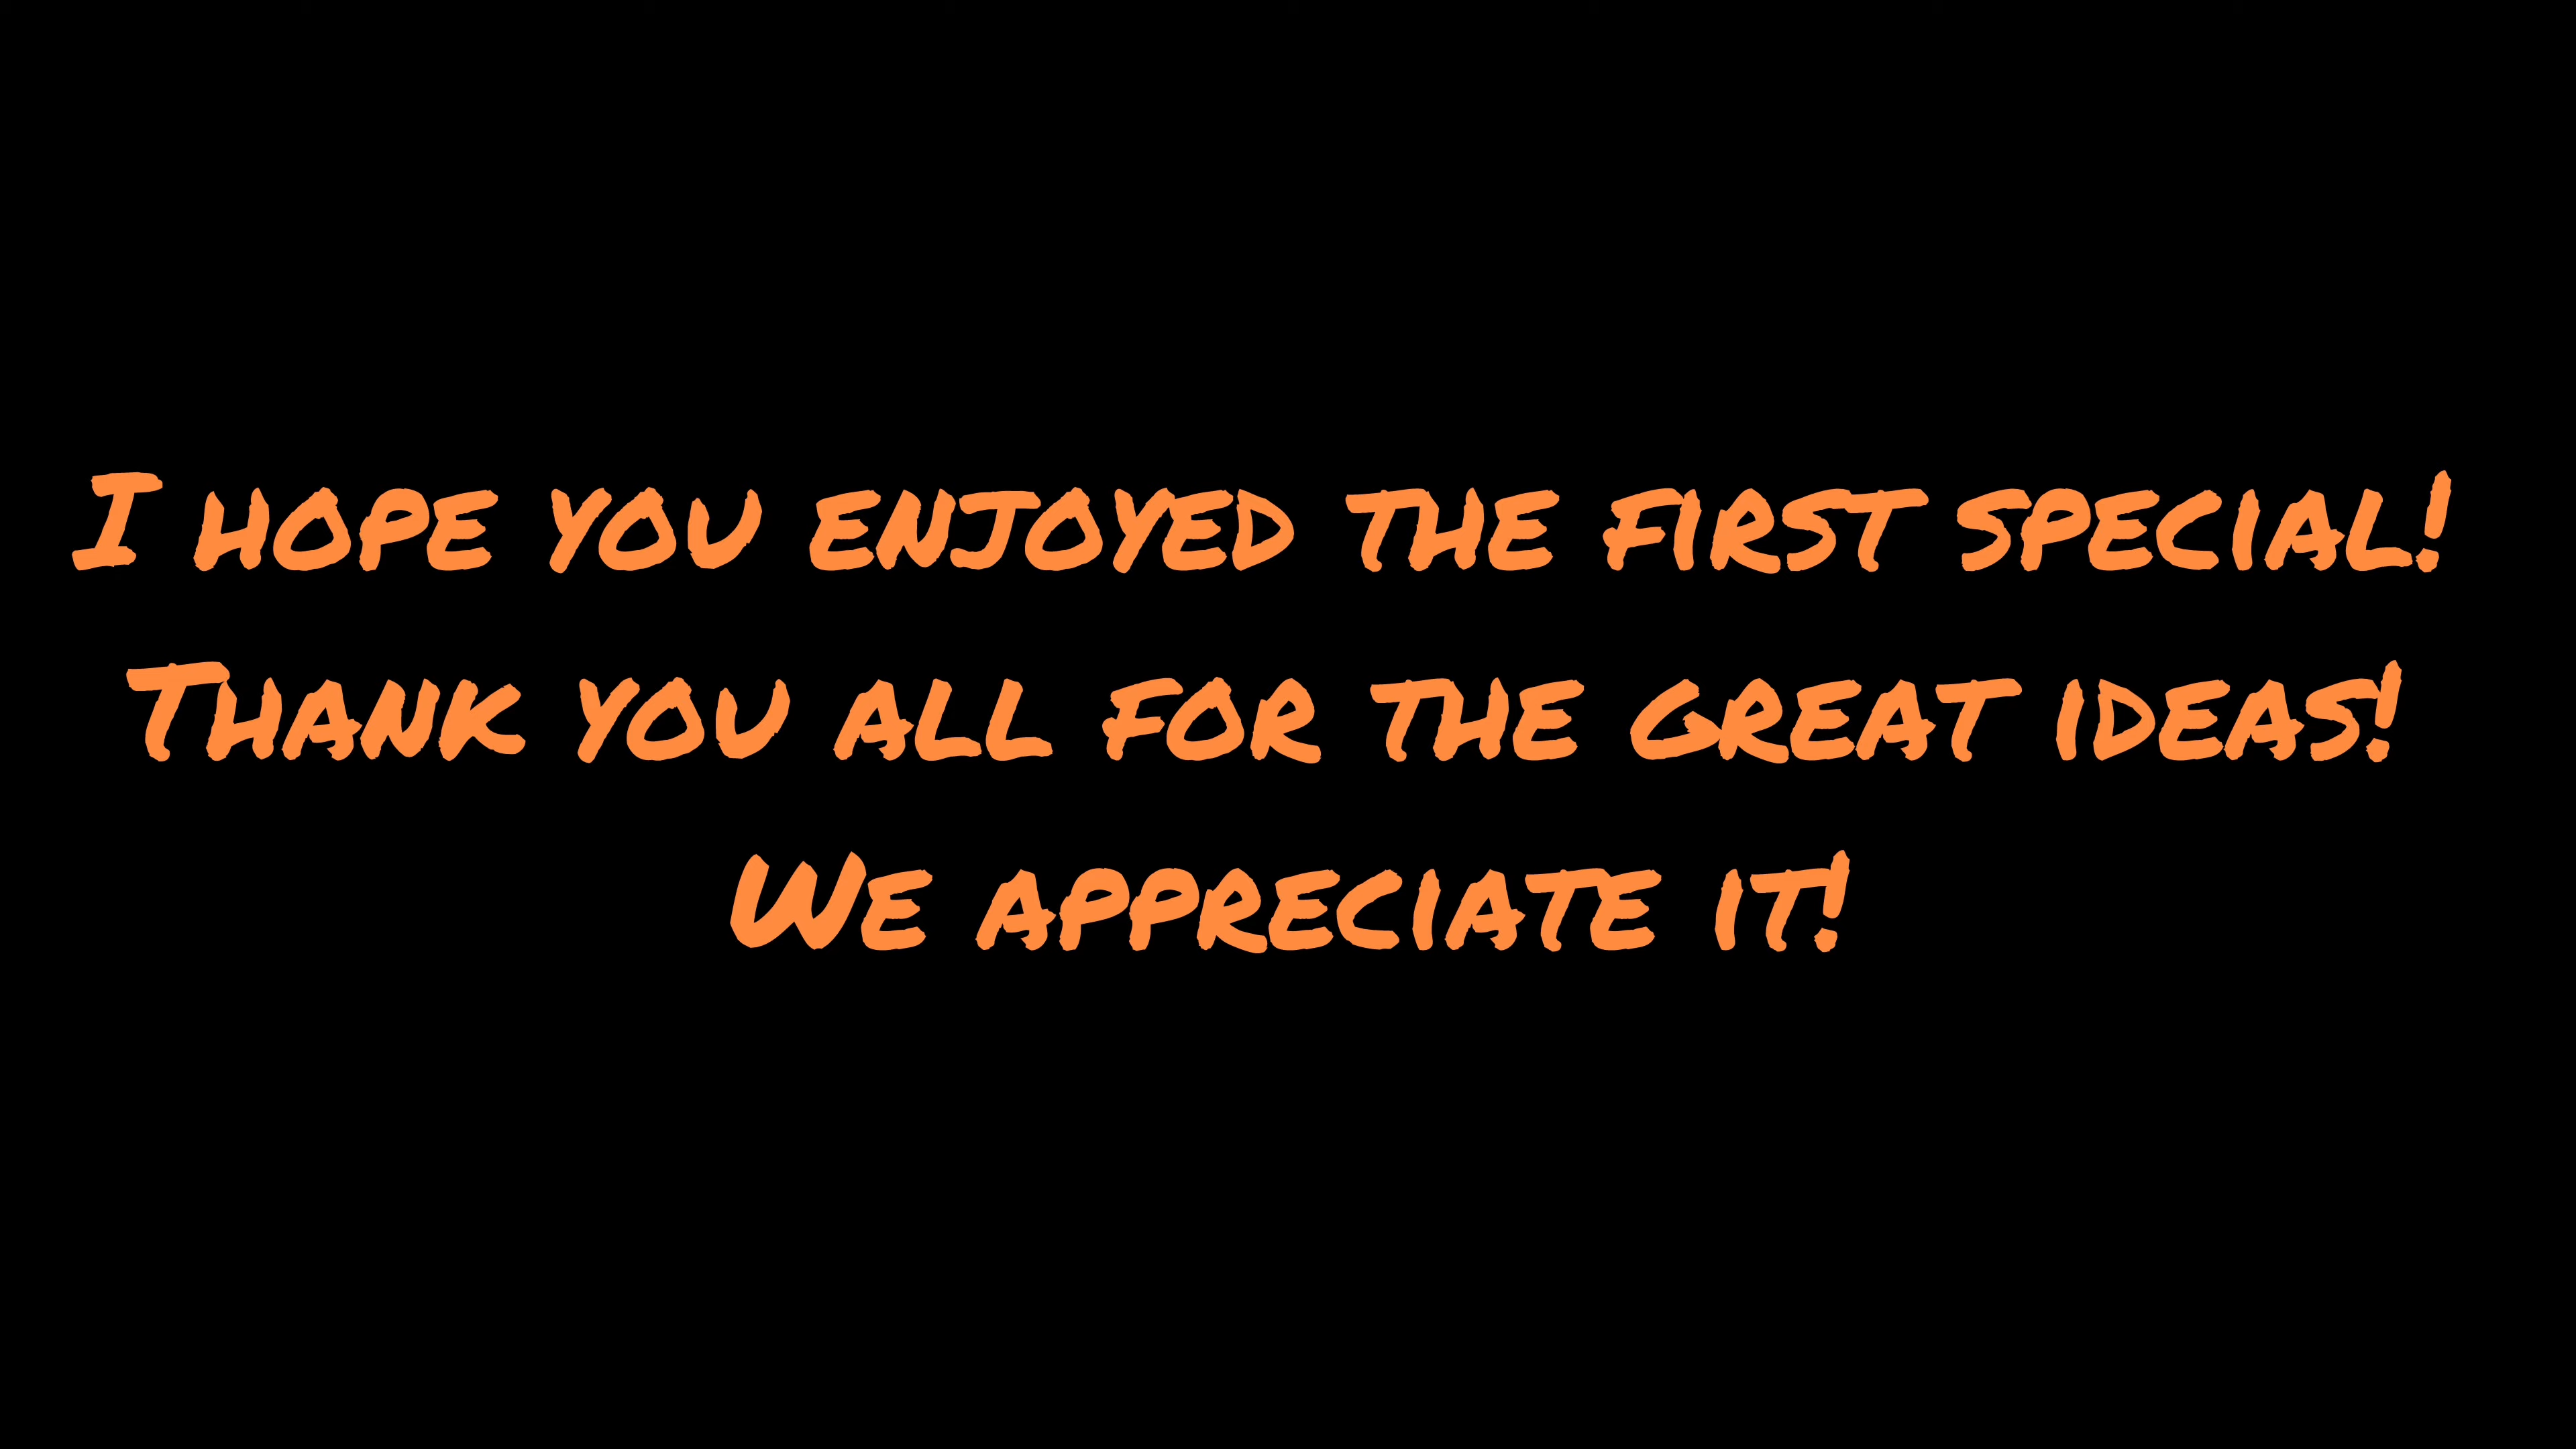 I hope you enjoyed the first special!
Thank you all for the great ideas!
We appreciate it!